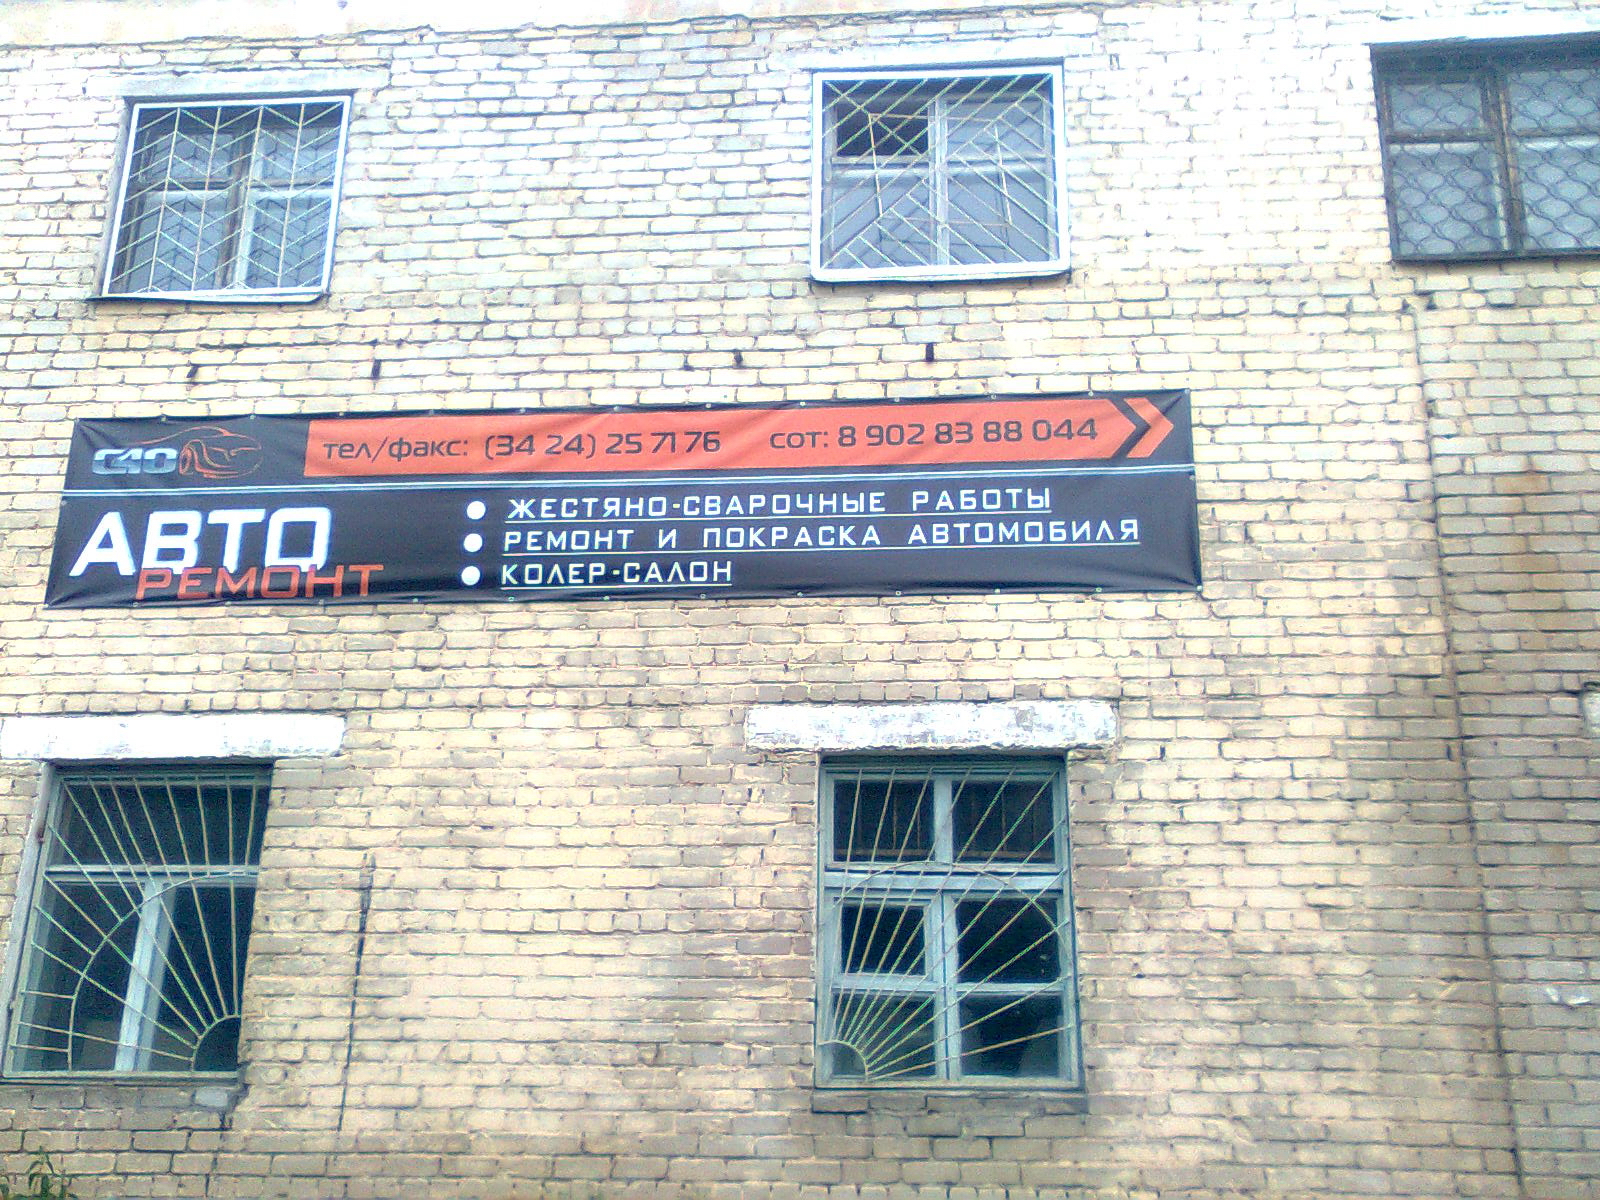 С40
тел/факс: (34 24) 25 71 76 сот: 8 902 83 88 044
АВТО
РЕМОНТ
ЖЕСТЯНО-СВАРОЧНЫЕ РАБОТЫ
РЕМОНТ И ПОКРАСКА АВТОМОБИЛЯ
КОЛЕР-САЛОН